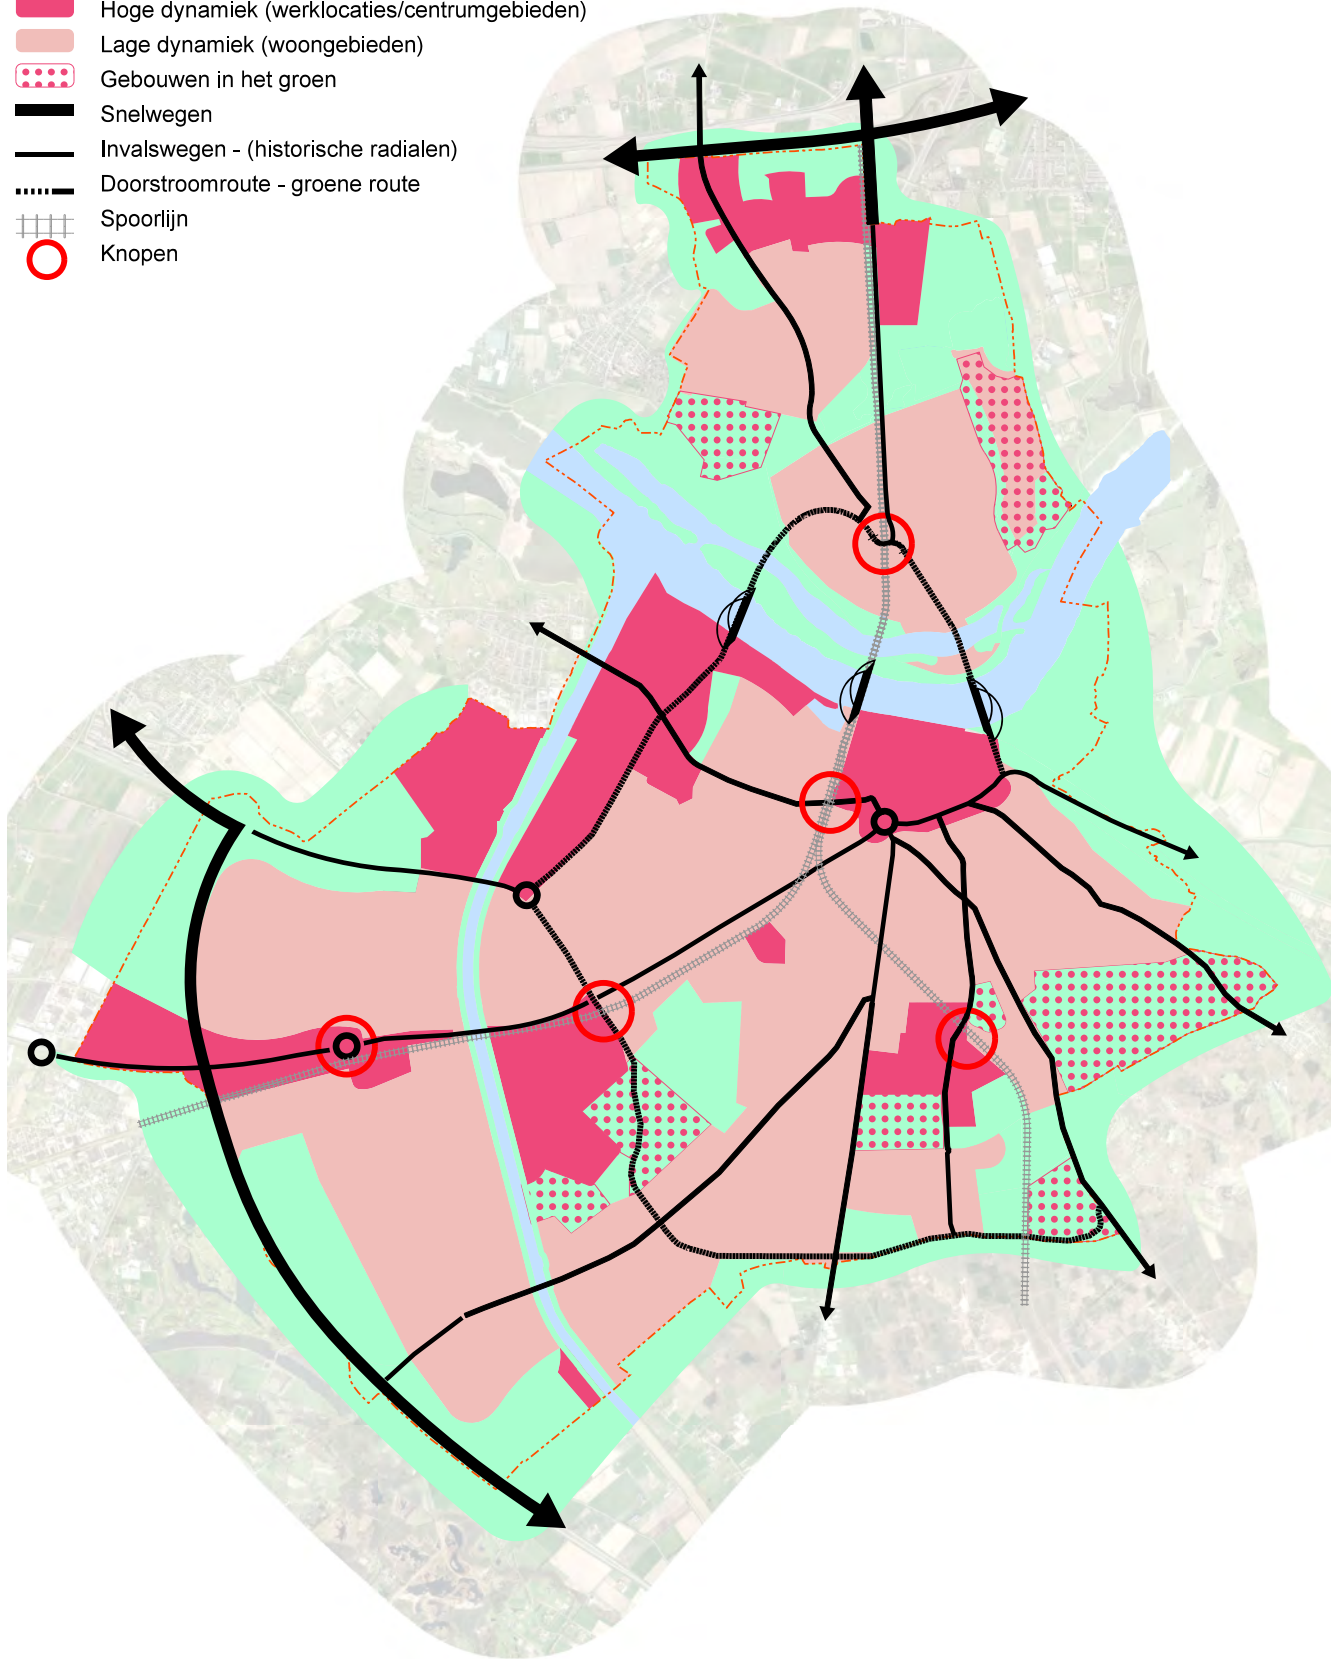 Hoge dynamiek (werklocaties/centrumgebieden)
Lage dynamiek (woongebieden)
Gebouwen in het groen
Snelwegen
Invalswegen - (historische radialen)
Doorstroomroute - groene route
Spoorlijn
Knopen